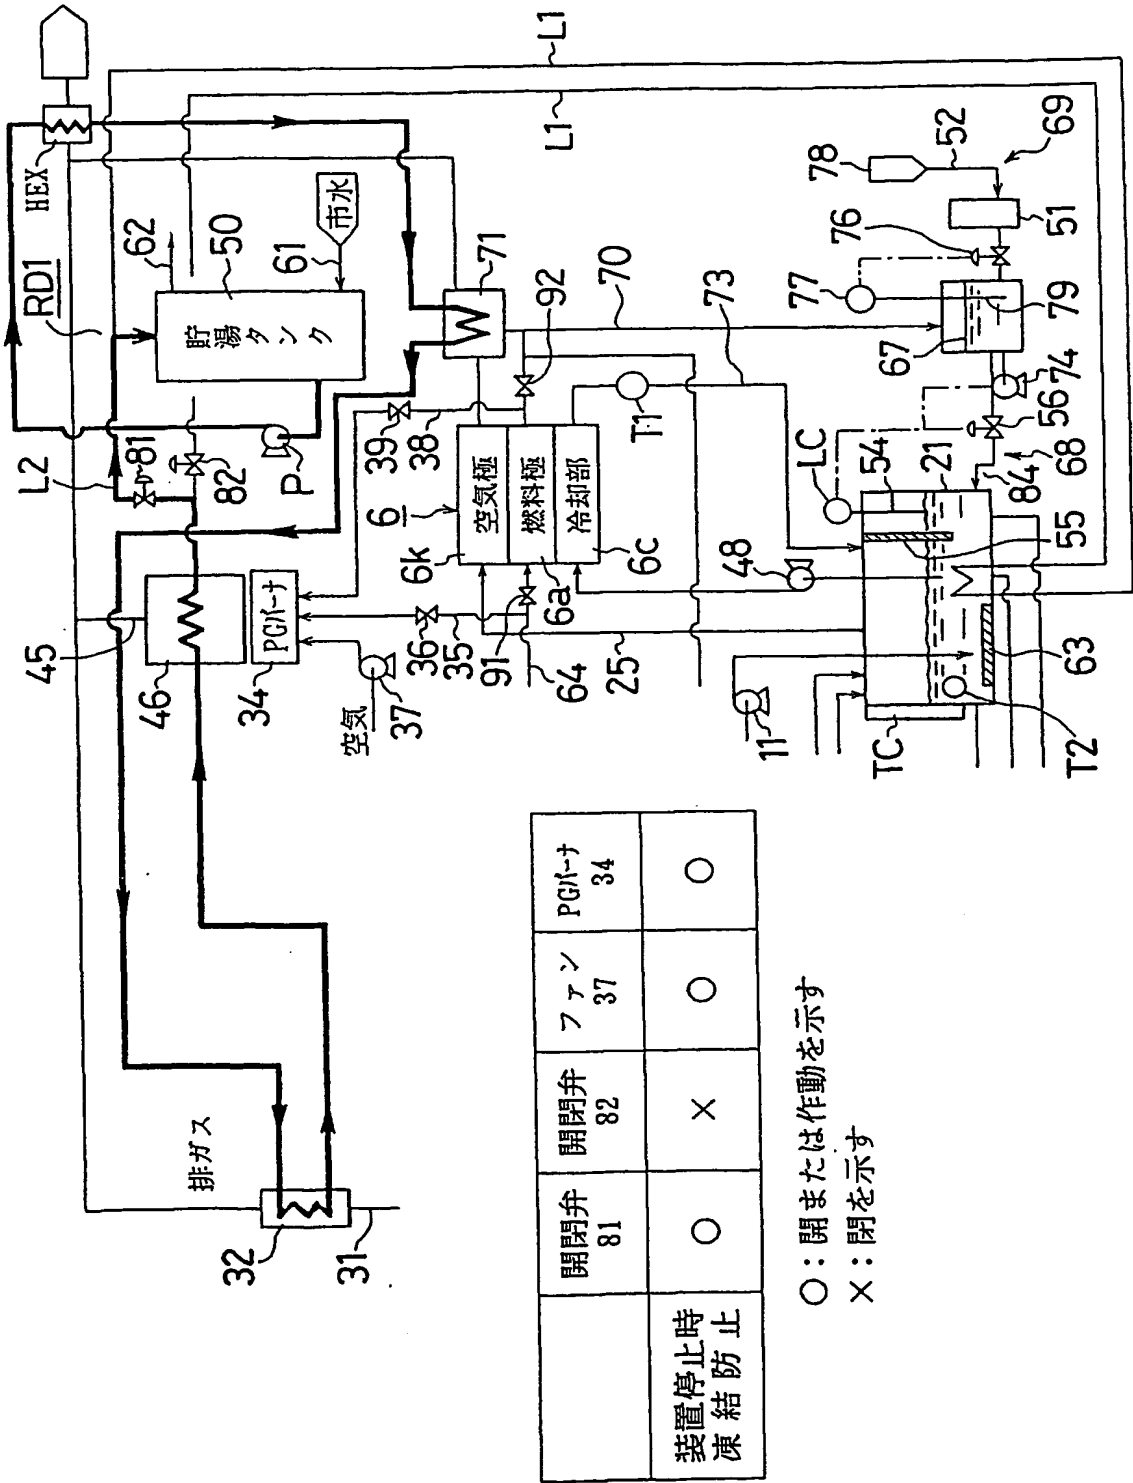 HEX
RD1
62
50
貯湯タンク
61
市水
L1
L1
L2
81
82
P
45
46
PGバーナ
34
空気
37
36
35
39
38
6
空気極
燃料極
冷却部
6k
6a
6c
91
64
25
71
92
70
T1
73
48
11
TC
T2
63
LC
54
21
55
84
68
56
74
67
79
77
76
78
52
51
69
排ガス
32
31
開閉弁 81
開閉弁 82
ファン 37
PGバーナ 34
装置停止時
凍結防止
○
×
○
○
○:開または作動を示す
×:閉を示す